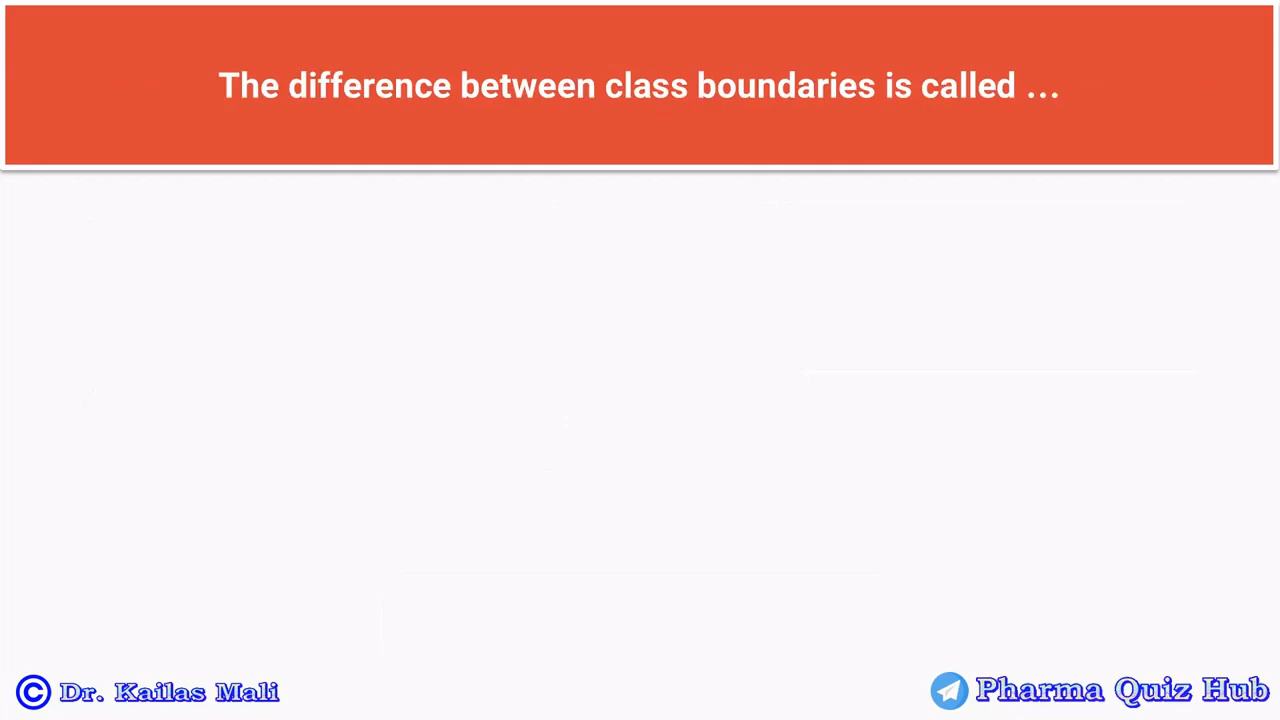 The difference between class boundaries is called …
© Dr. Kailas Mali
Pharma Quiz Hub